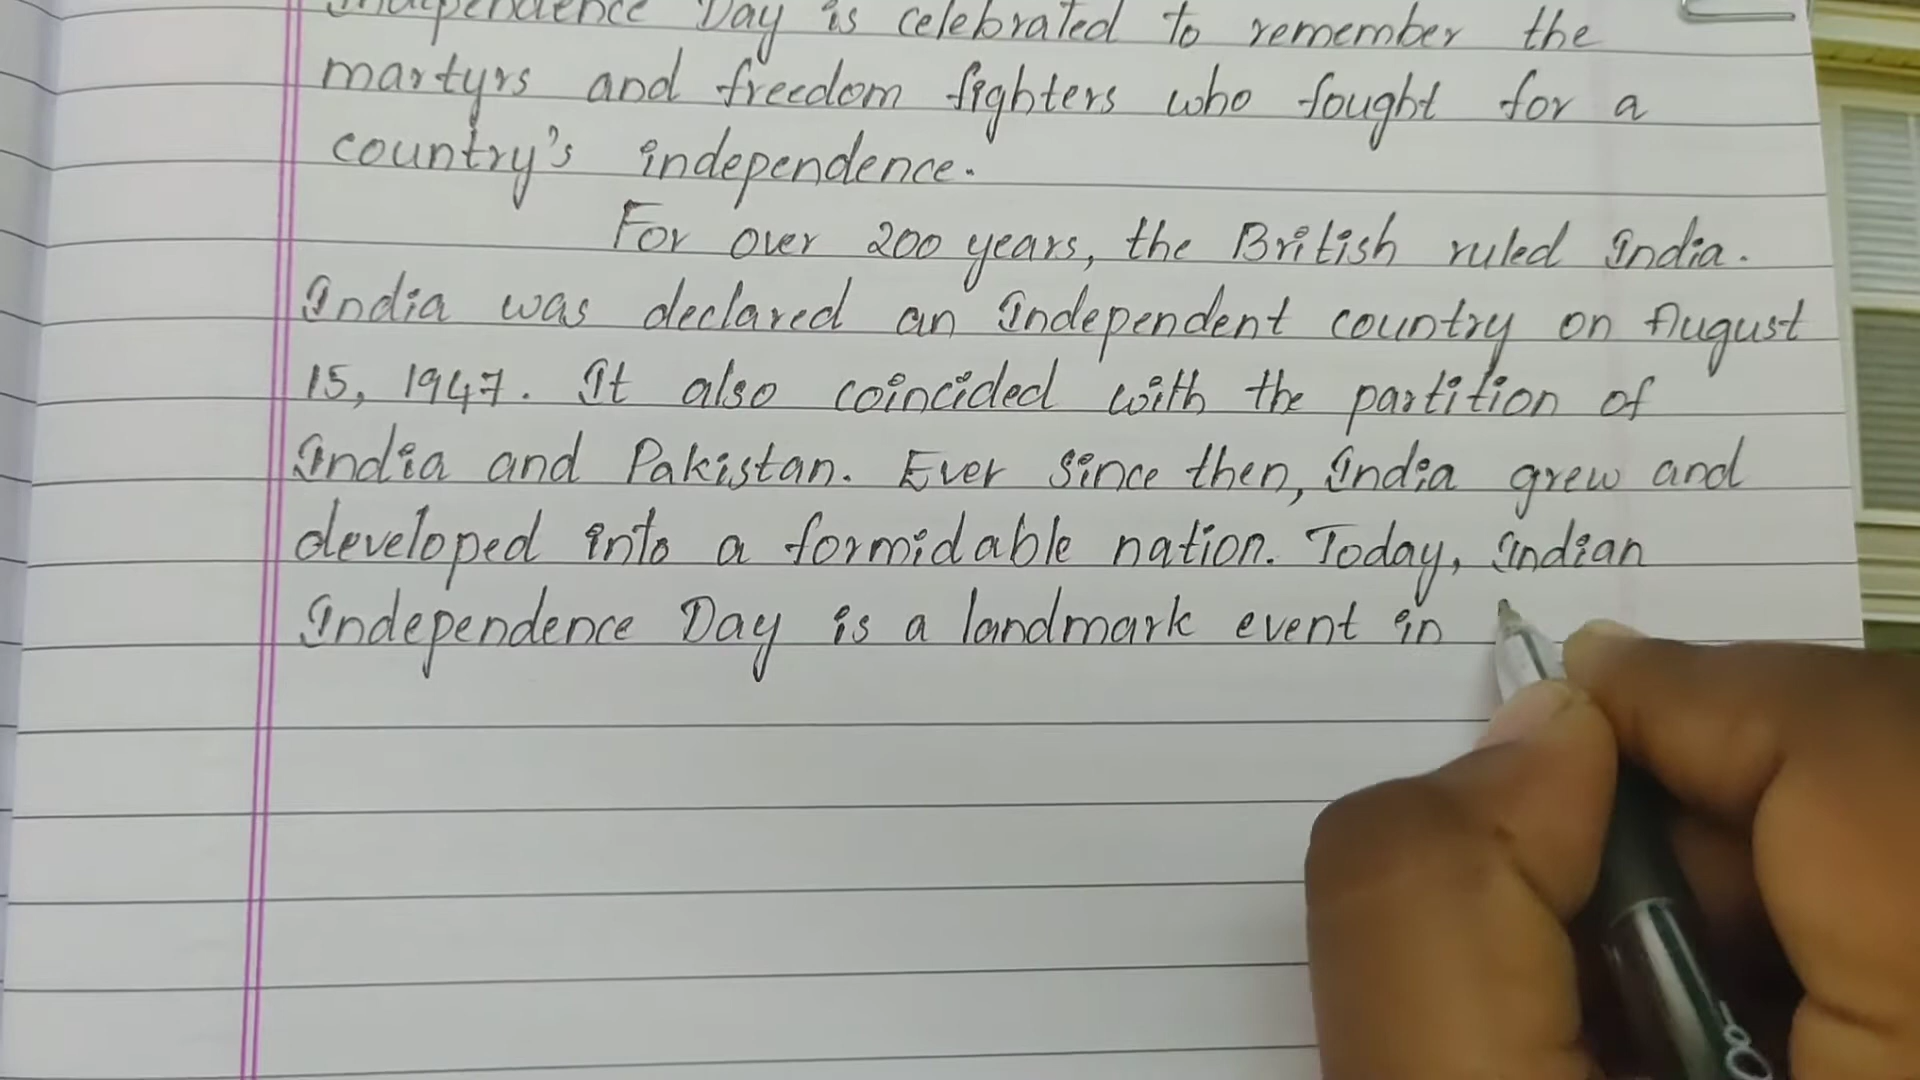 Independence Day is celebrated to remember the
martyrs and freedom fighters who fought for a
country's independence.
For over 200 years, the British ruled India.
India was declared an Independent country on August
15, 1947. It also coincided with the partition of
India and Pakistan. Ever since then, India grew and
developed into a formidable nation. Today, Indian
Independence Day is a landmark event in